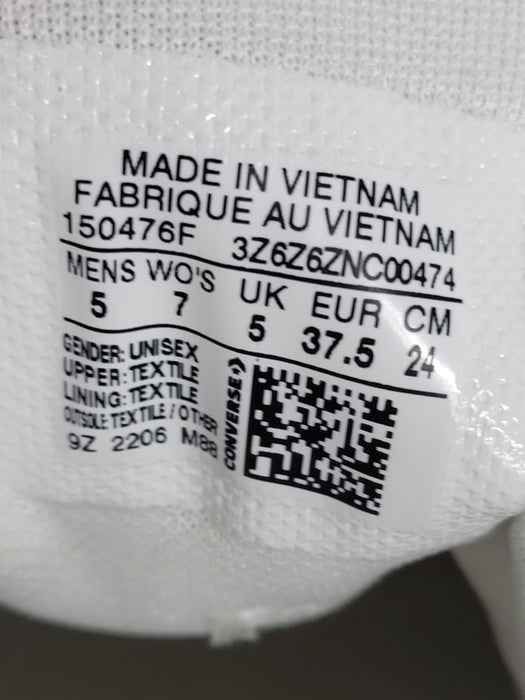 MADE IN VIETNAM
FABRIQUE AU VIETNAM
150476F 3Z6Z6ZNC00474
MENS WO'S UK EUR CM
5 7 5 37.5 24
GENDER: UNISEX
UPPER: TEXTILE
LINING: TEXTILE
OUTSOLE: TEXTILE / OTHER
9Z 2206 M88
CONVERSE